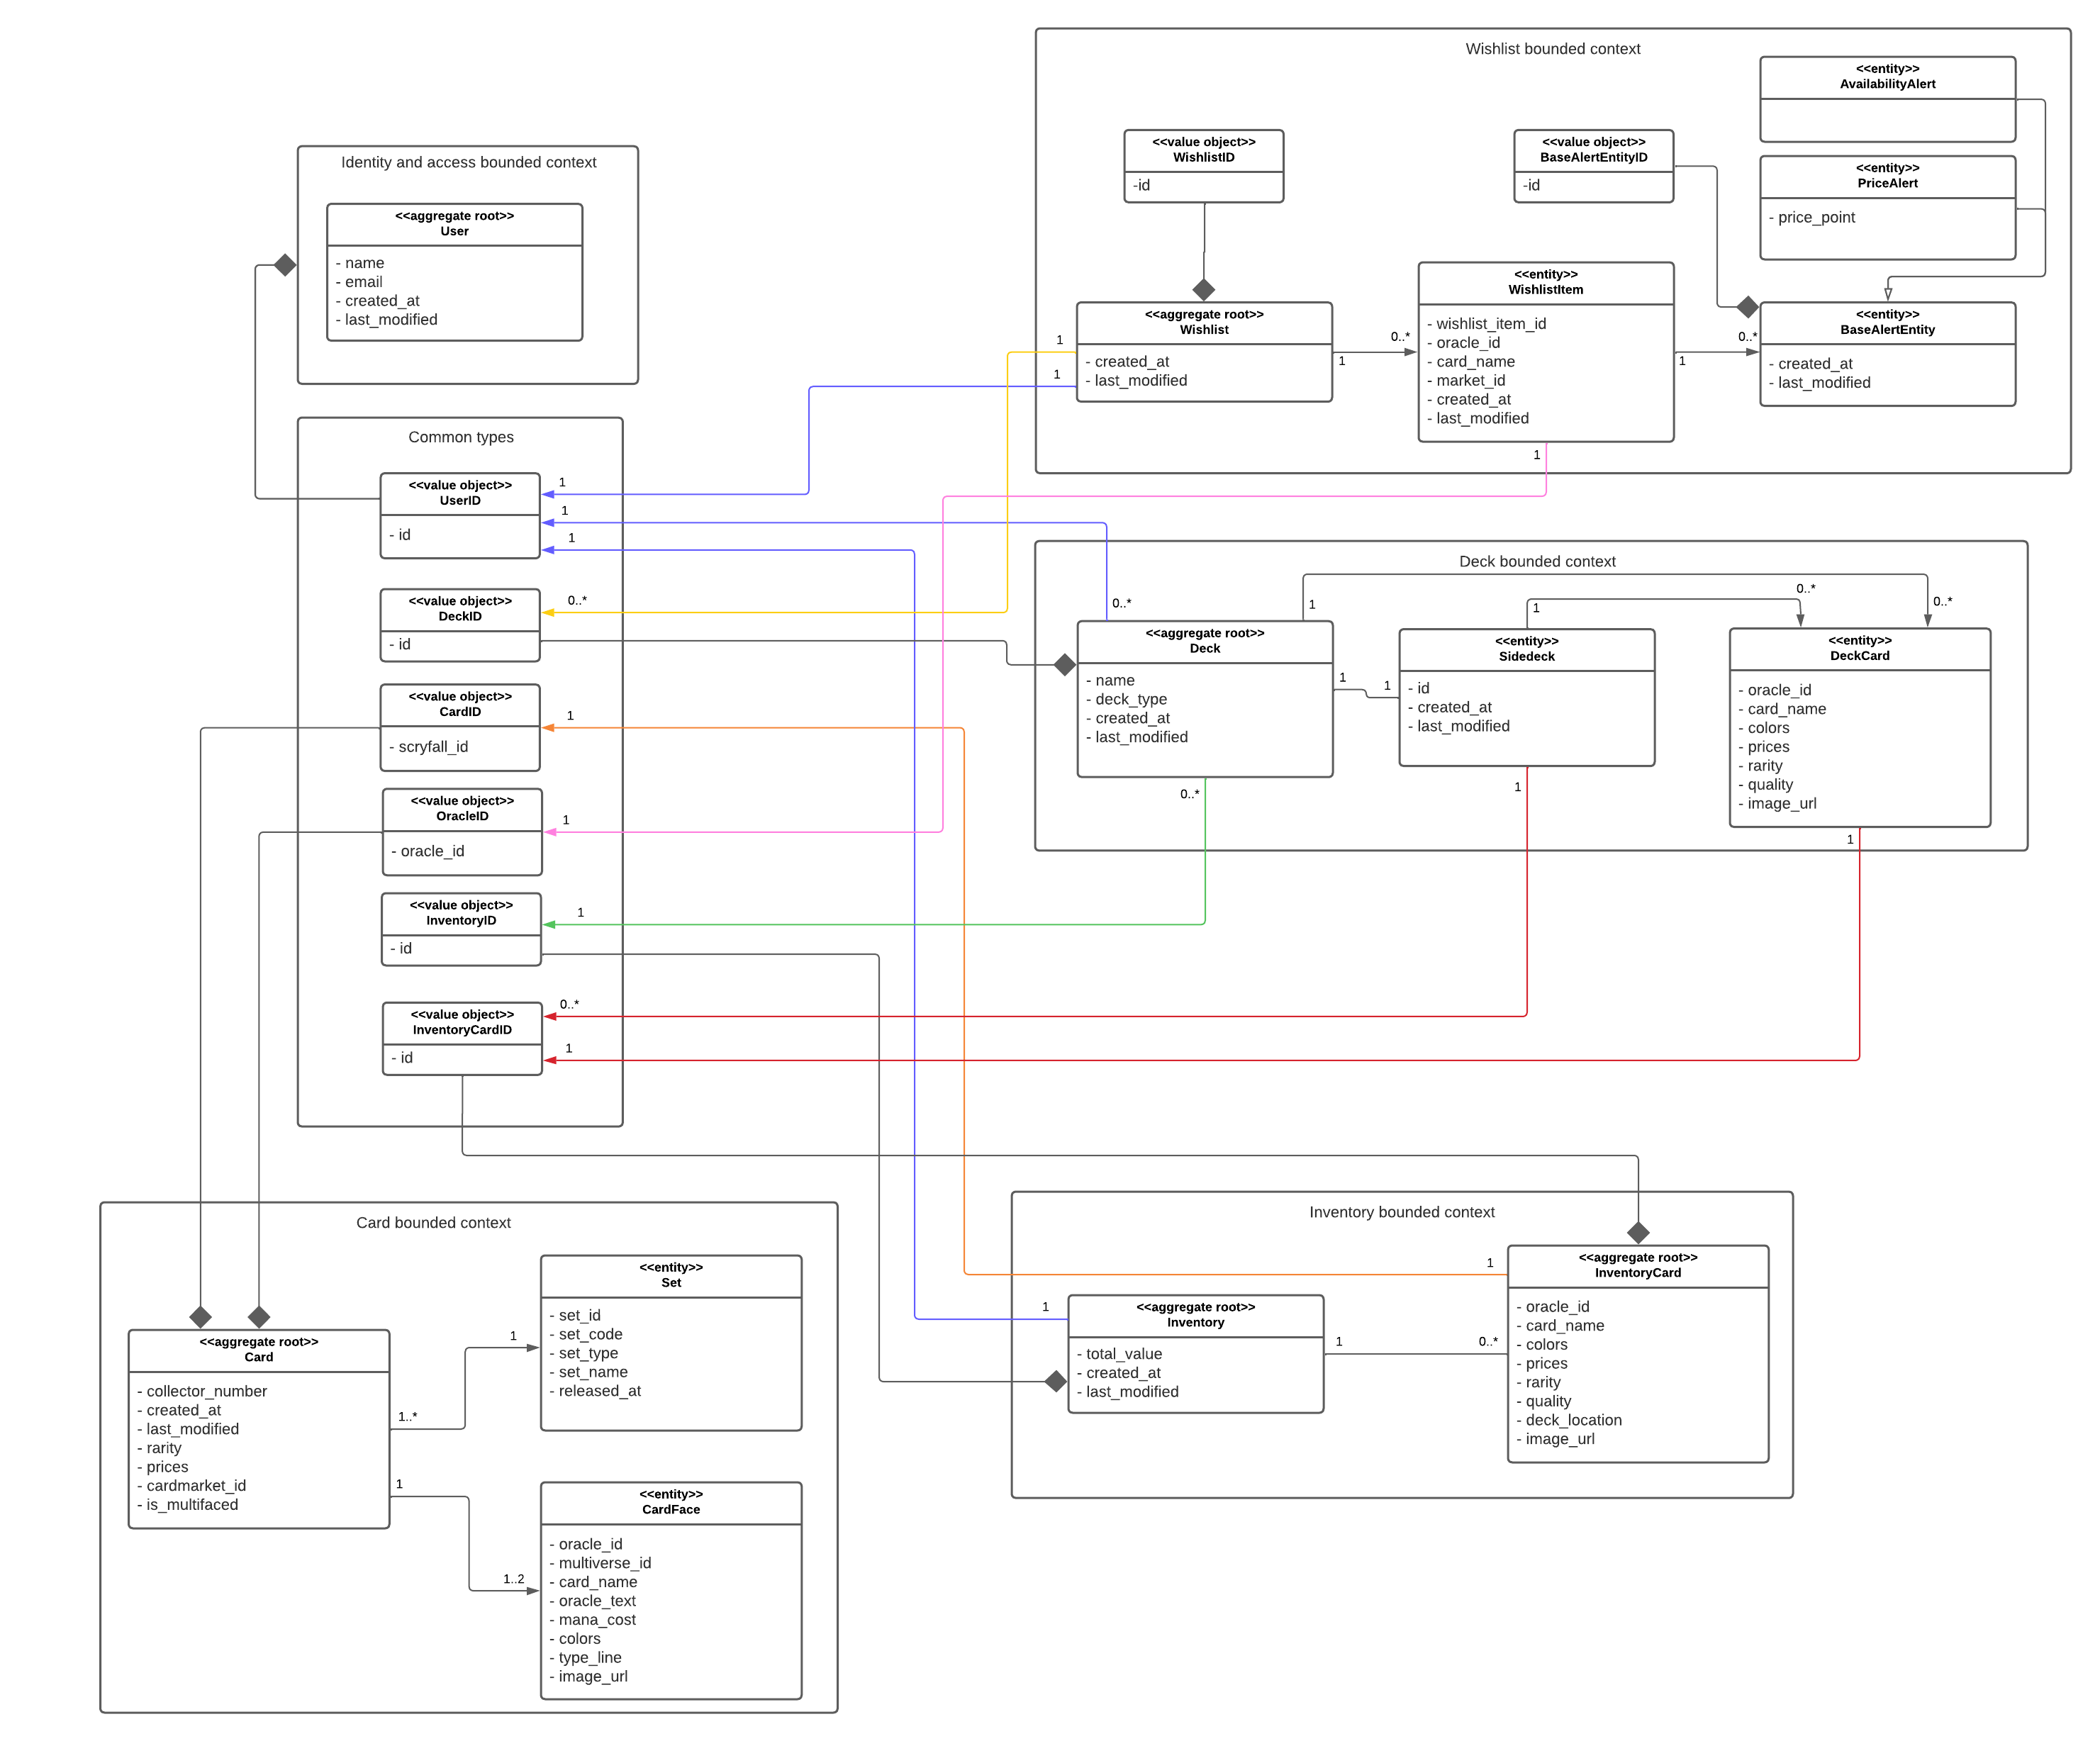 Wishlist bounded context
<<entity>>
AvailabilityAlert
<<value object>>
WishlistID
-id
<<value object>>
BaseAlertEntityID
-id
<<entity>>
PriceAlert
- price_point
Identity and access bounded context
<<aggregate root>>
User
- name
- email
- created_at
- last_modified
<<aggregate root>>
Wishlist
- created_at
- last_modified
1
1
1
0..*
<<entity>>
WishlistItem
- wishlist_item_id
- oracle_id
- card_name
- market_id
- created_at
- last_modified
1
1
0..*
<<entity>>
BaseAlertEntity
- created_at
- last_modified
Common types
<<value object>>
UserID
- id
1
1
1
<<value object>>
DeckID
- id
0..*
<<value object>>
CardID
- scryfall_id
1
<<value object>>
OracleID
- oracle_id
1
<<value object>>
InventoryID
- id
1
<<value object>>
InventoryCardID
- id
0..*
1
Deck bounded context
0..*
1
1
0..*
0..*
<<aggregate root>>
Deck
- name
- deck_type
- created_at
- last_modified
1
1
0..*
<<entity>>
Sidedeck
- id
- created_at
- last_modified
1
<<entity>>
DeckCard
- oracle_id
- card_name
- colors
- prices
- rarity
- quality
- image_url
1
Card bounded context
<<aggregate root>>
Card
- collector_number
- created_at
- last_modified
- rarity
- prices
- cardmarket_id
- is_multifaced
1..*
1
1
1..2
<<entity>>
Set
- set_id
- set_code
- set_type
- set_name
- released_at
<<entity>>
CardFace
- oracle_id
- multiverse_id
- card_name
- oracle_text
- mana_cost
- colors
- type_line
- image_url
Inventory bounded context
1
1
<<aggregate root>>
Inventory
- total_value
- created_at
- last_modified
1
0..*
<<aggregate root>>
InventoryCard
- oracle_id
- card_name
- colors
- prices
- rarity
- quality
- deck_location
- image_url